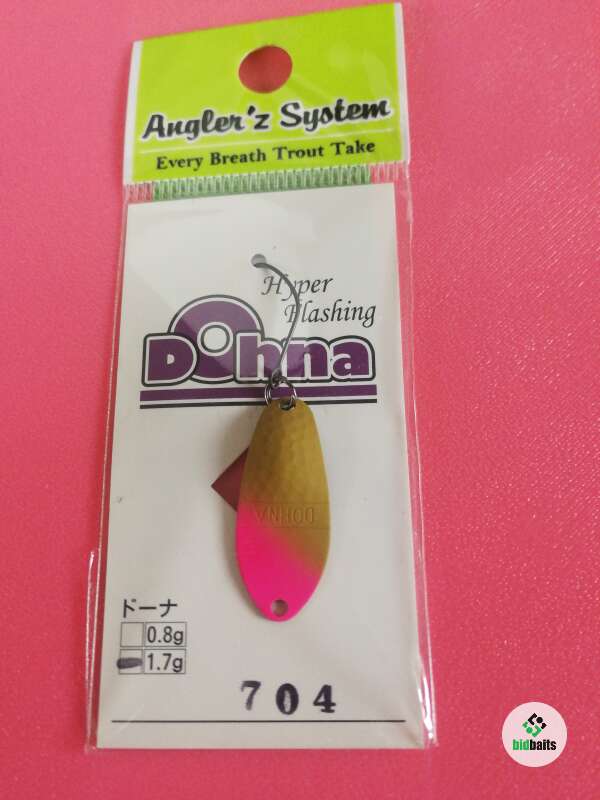 Angler'z System
Every Breath Trout Take
Hyper
Flashing
Dohna
DOHNA
ドーナ
0.8g
1.7g
704
bidbaits